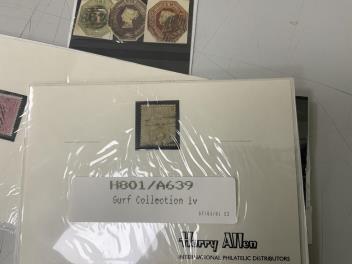 H801/A639
Gurf Collection 1v
Harry Allen
INTERNATIONAL PHILATELIC DISTRIBUTORS